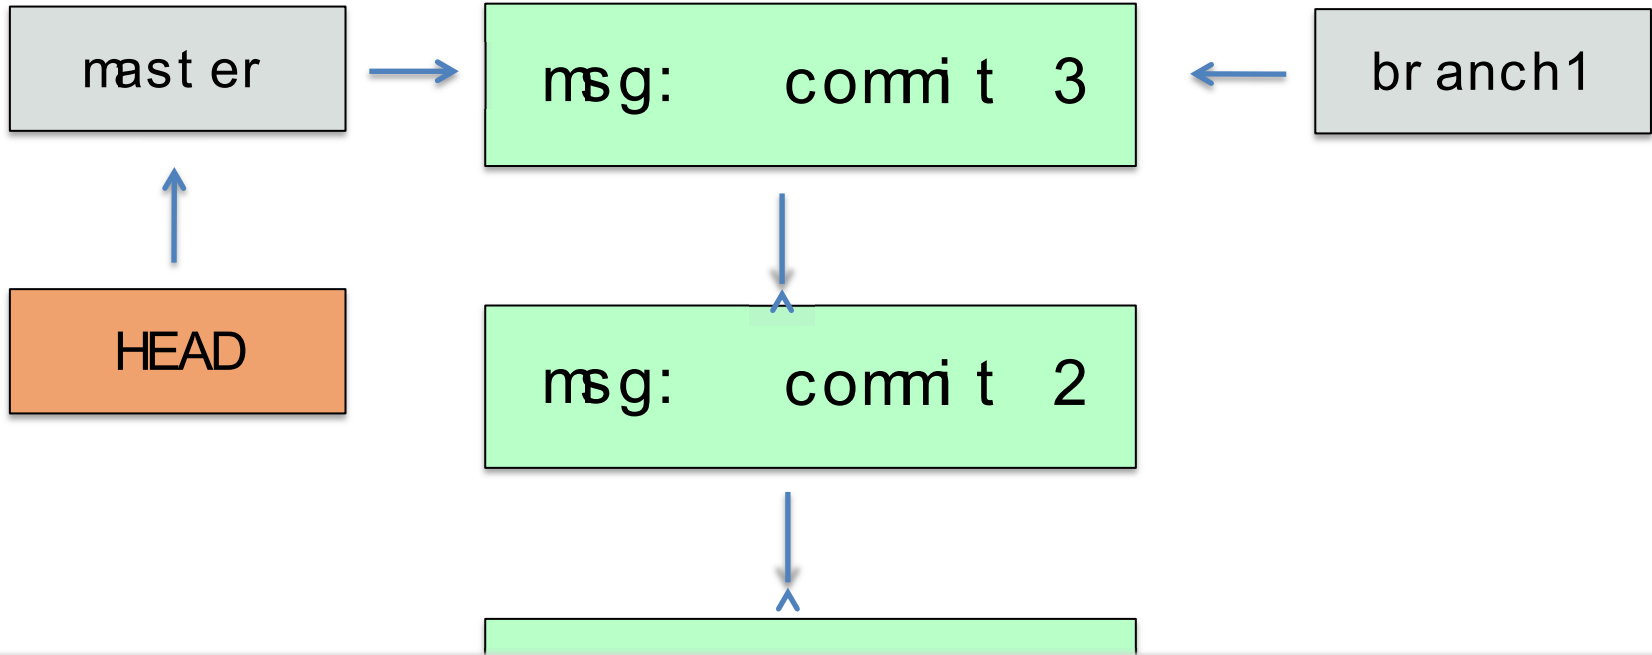 master
msg: commit 3
branch1
HEAD
msg: commit 2